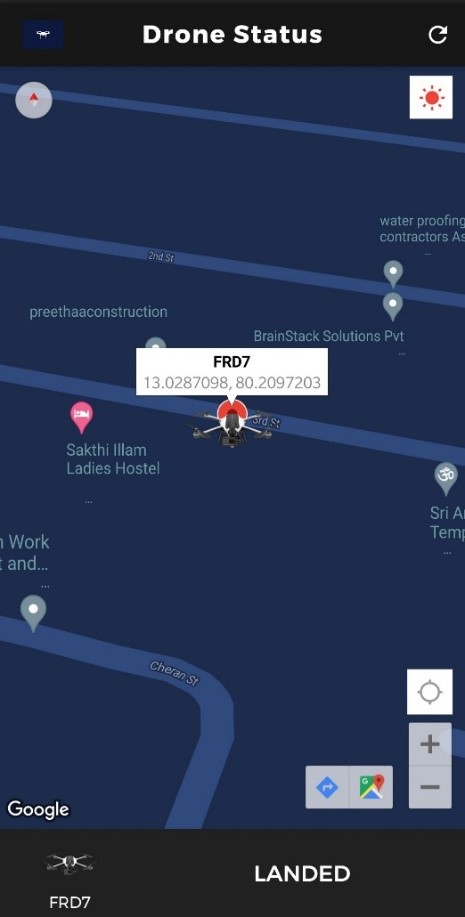 Drone Status
water proofing
contractors As
...
2nd St
preethaaconstruction
BrainStack Solutions Pvt
...
FRD7
13.0287098, 80.2097203
3rd St
Sakthi Illam
Ladies Hostel
...
Sri A
Temp
...
n Work
t and...
...
Cheran St
Google
FRD7
LANDED